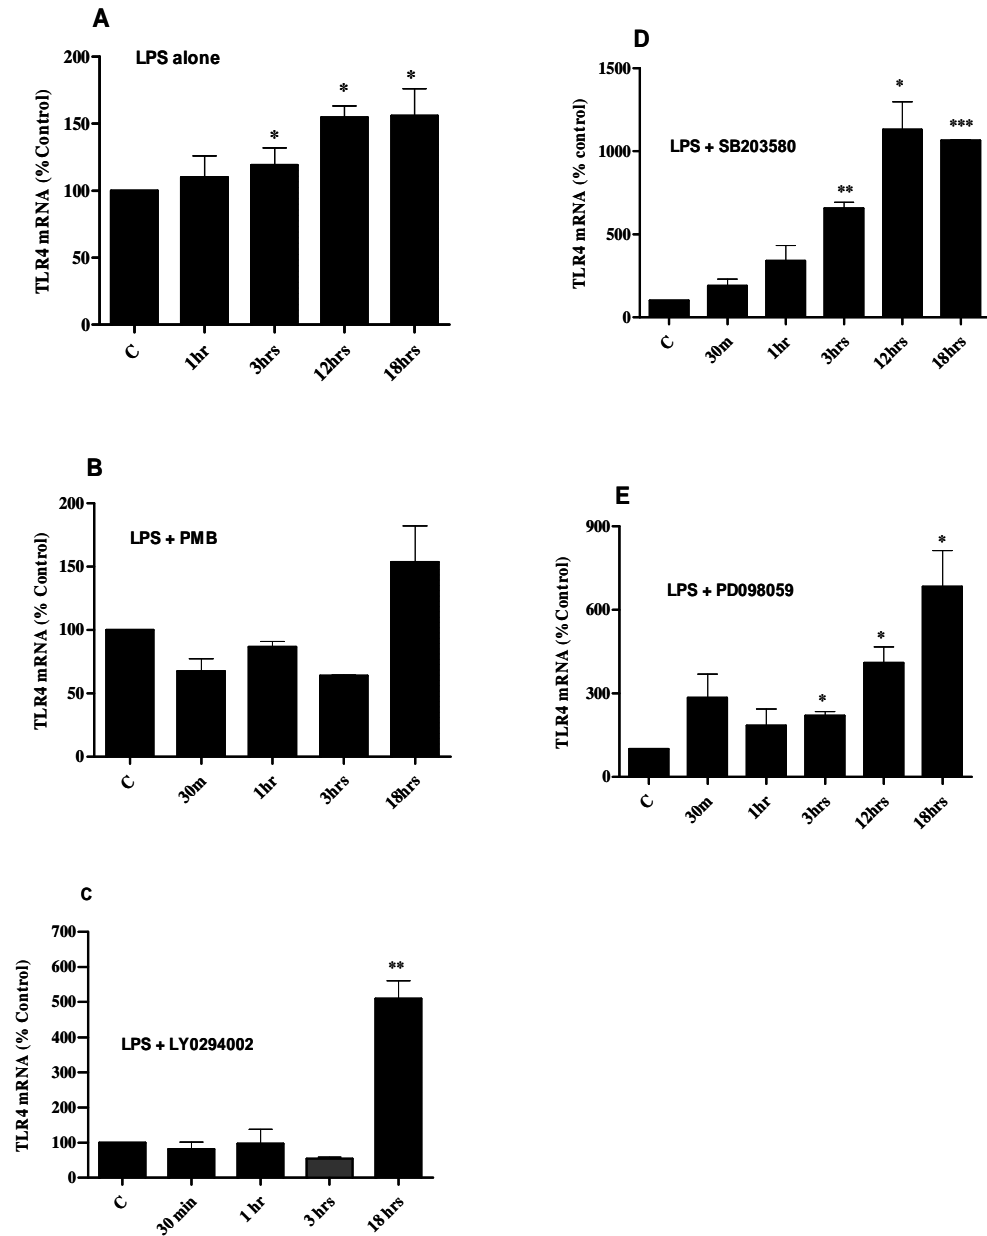 A
LPS alone
TLR4 mRNA (% Control)
200
150
100
50
0
*
*
*
C
1hr
3hrs
12hrs
18hrs
B
LPS + PMB
TLR4 mRNA (% Control)
200
150
100
50
0
C
30m
1hr
3hrs
18hrs
C
LPS + LY0294002
TLR4 mRNA (% Control)
700
600
500
400
300
200
100
0
**
C
30 min
1 hr
3 hrs
18 hrs
D
LPS + SB203580
TLR4 mRNA (% control)
1500
1000
500
0
**
*
***
C
30m
1hr
3hrs
12hrs
18hrs
E
LPS + PD098059
TLR4 mRNA (% Control)
900
600
300
0
*
*
*
C
30m
1hr
3hrs
12hrs
18hrs